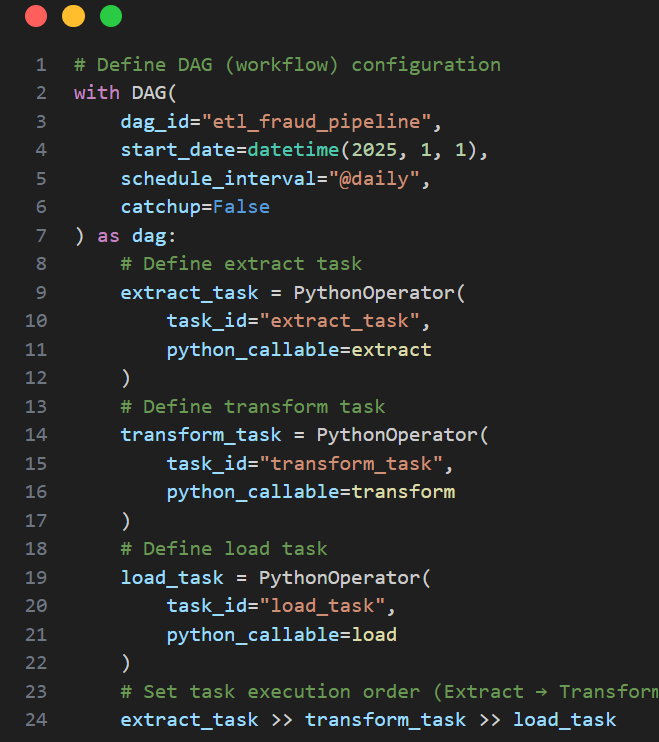 1 # Define DAG (workflow) configuration
2 with DAG(
3     dag_id="etl_fraud_pipeline",
4     start_date=datetime(2025, 1, 1),
5     schedule_interval="@daily",
6     catchup=False
7 ) as dag:
8     # Define extract task
9     extract_task = PythonOperator(
10         task_id="extract_task",
11         python_callable=extract
12     )
13     # Define transform task
14     transform_task = PythonOperator(
15         task_id="transform_task",
16         python_callable=transform
17     )
18     # Define load task
19     load_task = PythonOperator(
20         task_id="load_task",
21         python_callable=load
22     )
23     # Set task execution order (Extract → Transform
24     extract_task >> transform_task >> load_task